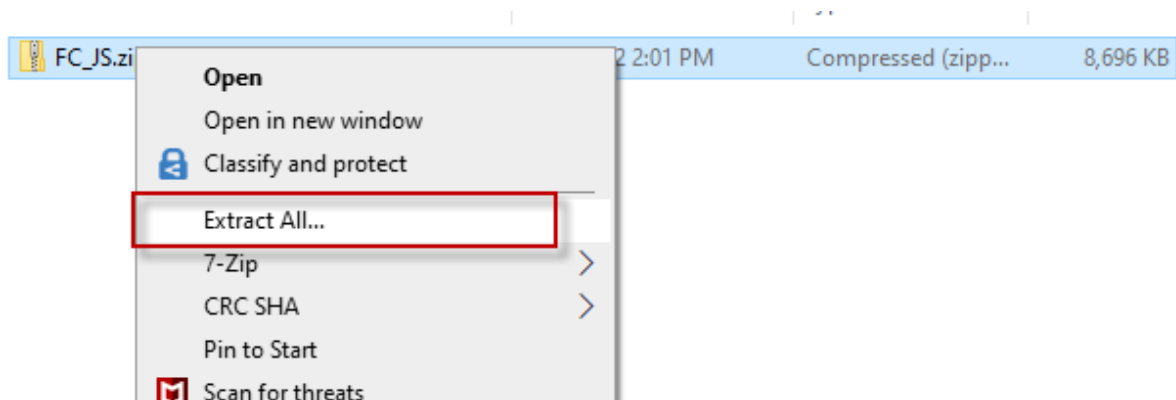 FC_JS.zi 2 2:01 PM Compressed (zipp... 8,696 KB
Open
Open in new window
Classify and protect
Extract All...
7-Zip
CRC SHA
Pin to Start
Scan for threats